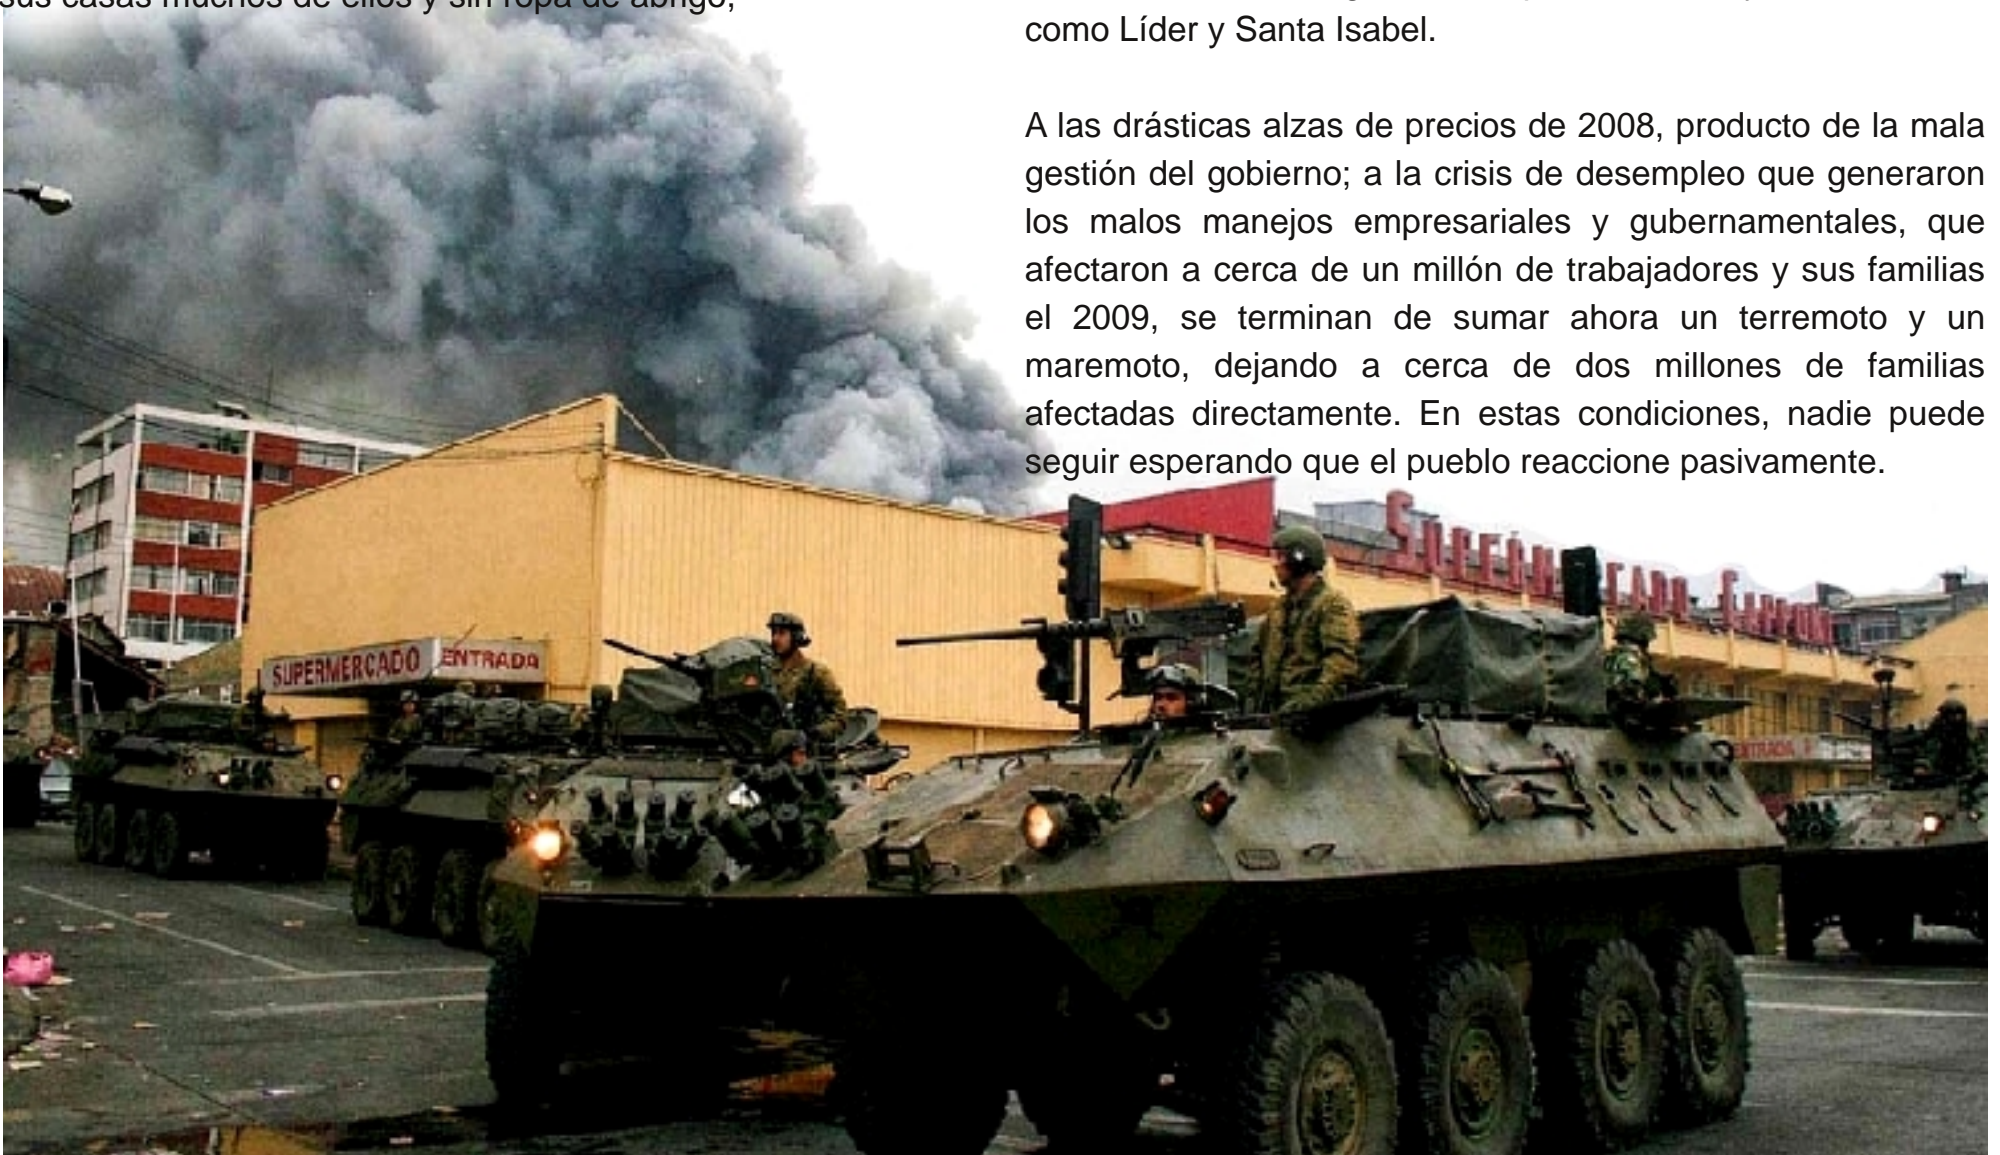 sus casas muchos de ellos y sin ropa de abrigo,
como Líder y Santa Isabel.
A las drásticas alzas de precios de 2008, producto de la mala
gestión del gobierno; a la crisis de desempleo que generaron
los malos manejos empresariales y gubernamentales, que
afectaron a cerca de un millón de trabajadores y sus familias
el 2009, se terminan de sumar ahora un terremoto y un
maremoto, dejando a cerca de dos millones de familias
afectadas directamente. En estas condiciones, nadie puede
seguir esperando que el pueblo reaccione pasivamente.
SUPERMERCADO ENTRADA
ENTRADA